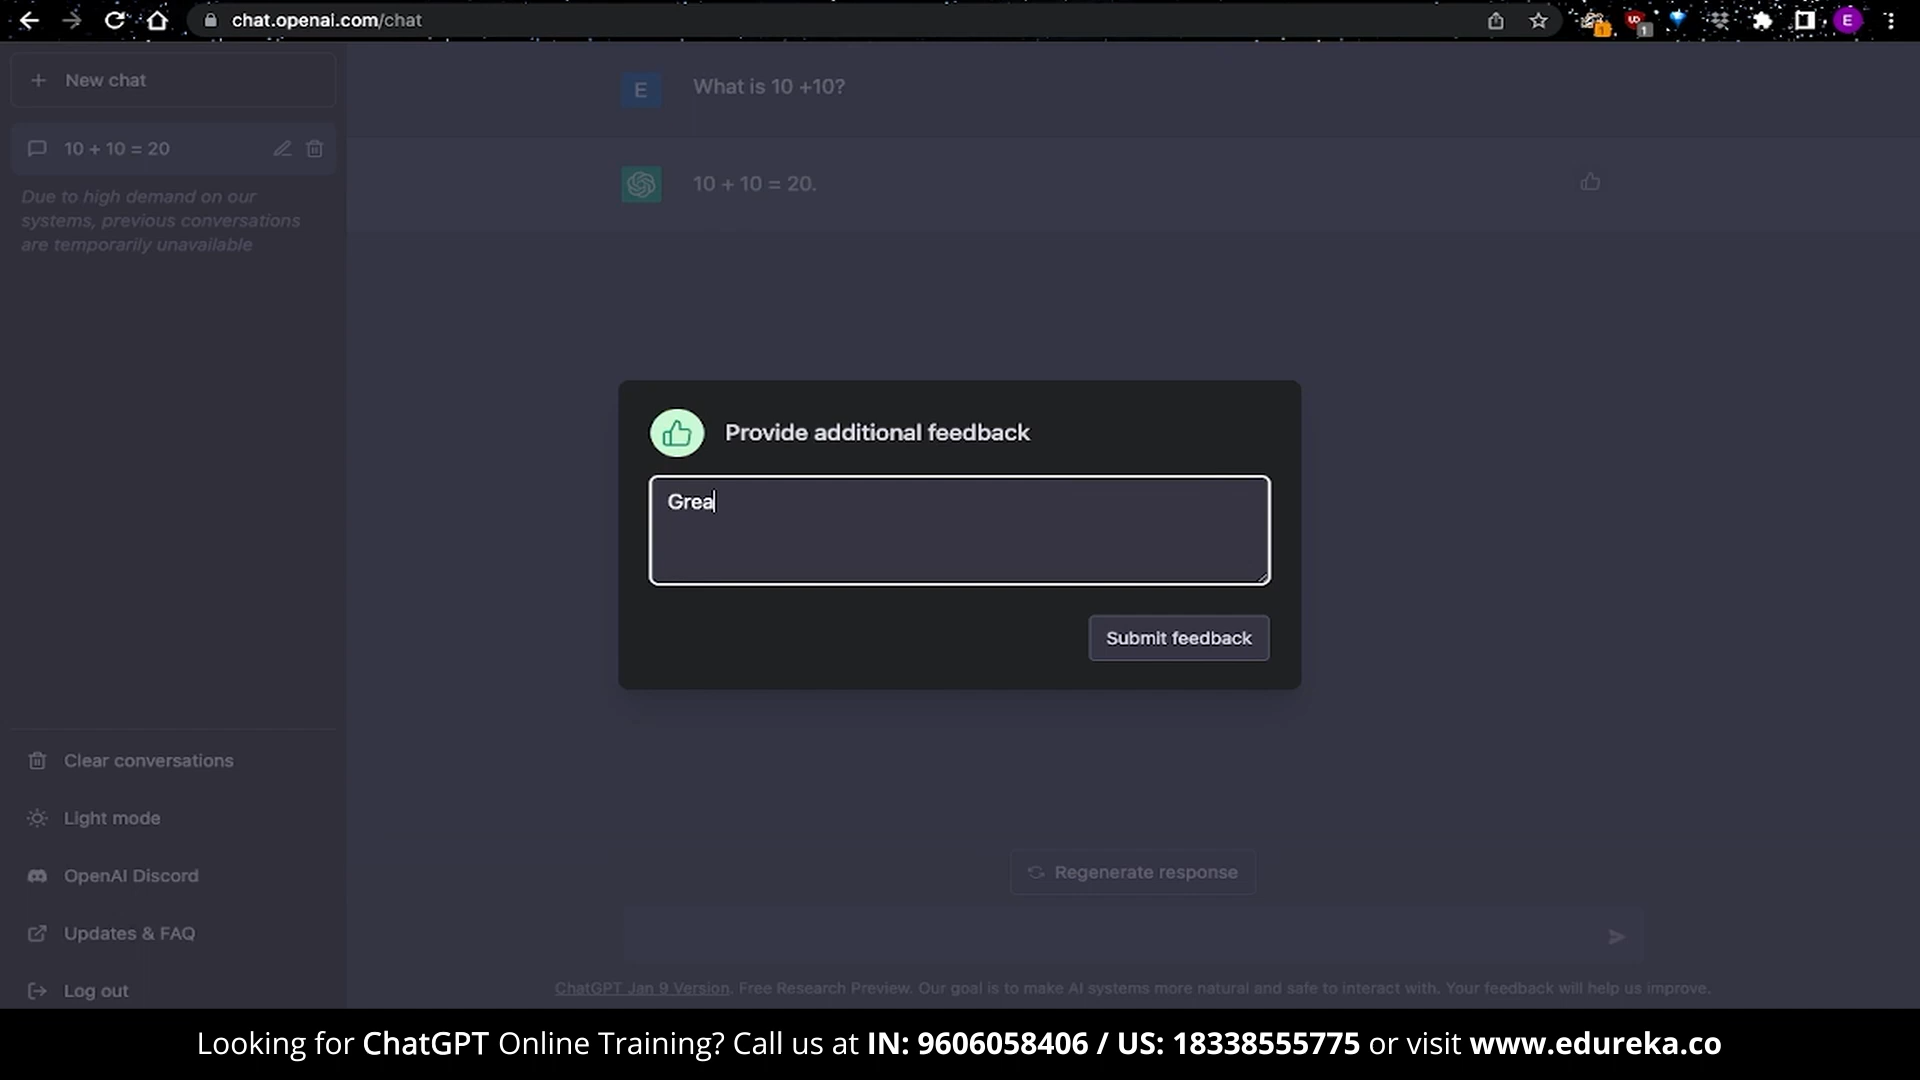 chat.openai.com/chat
E
New chat
10 + 10 = 20
Due to high demand on our
systems, previous conversations
are temporarily unavailable
E
What is 10 +10?
10 + 10 = 20.
Provide additional feedback
Grea
Submit feedback
Clear conversations
Light mode
OpenAI Discord
Updates & FAQ
Log out
Regenerate response
ChatGPT Jan 9 Version. Free Research Preview. Our goal is to make AI systems more natural and safe to interact with. Your feedback will help us improve.
Looking for ChatGPT Online Training? Call us at IN: 9606058406 / US: 18338555775 or visit www.edureka.co